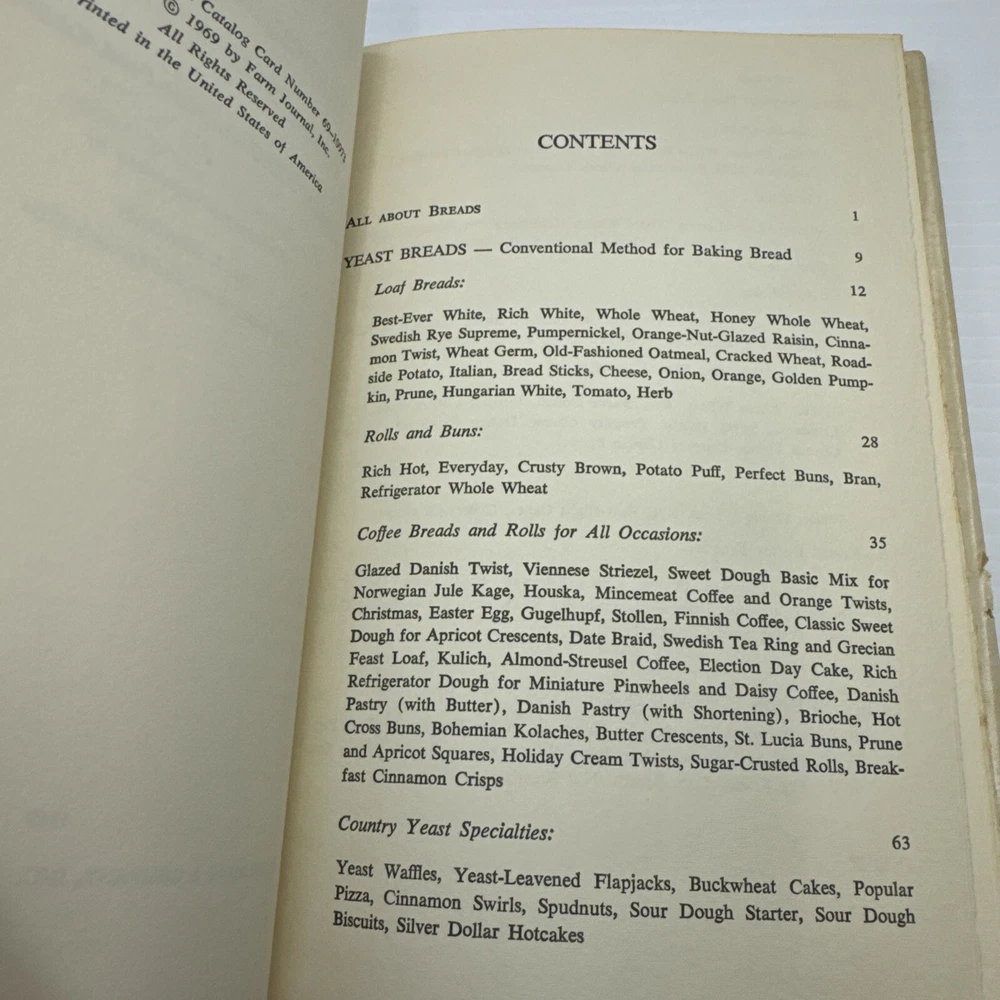 Catalog Card Number 69-
© 1969 by Farm Journal, Inc.
All Rights Reserved
rinted in the United States of America
CONTENTS
ALL ABOUT BREADS 1
YEAST BREADS — Conventional Method for Baking Bread 9
Loaf Breads: 12
Best-Ever White, Rich White, Whole Wheat, Honey Whole Wheat,
Swedish Rye Supreme, Pumpernickel, Orange-Nut-Glazed Raisin, Cinna-
mon Twist, Wheat Germ, Old-Fashioned Oatmeal, Cracked Wheat, Road-
side Potato, Italian, Bread Sticks, Cheese, Onion, Orange, Golden Pump-
kin, Prune, Hungarian White, Tomato, Herb
Rolls and Buns: 28
Rich Hot, Everyday, Crusty Brown, Potato Puff, Perfect Buns, Bran,
Refrigerator Whole Wheat
Coffee Breads and Rolls for All Occasions: 35
Glazed Danish Twist, Viennese Striezel, Sweet Dough Basic Mix for
Norwegian Jule Kage, Houska, Mincemeat Coffee and Orange Twists,
Christmas, Easter Egg, Gugelhupf, Stollen, Finnish Coffee, Classic Sweet
Dough for Apricot Crescents, Date Braid, Swedish Tea Ring and Grecian
Feast Loaf, Kulich, Almond-Streusel Coffee, Election Day Cake, Rich
Refrigerator Dough for Miniature Pinwheels and Daisy Coffee, Danish
Pastry (with Butter), Danish Pastry (with Shortening), Brioche, Hot
Cross Buns, Bohemian Kolaches, Butter Crescents, St. Lucia Buns, Prune
and Apricot Squares, Holiday Cream Twists, Sugar-Crusted Rolls, Break-
fast Cinnamon Crisps
Country Yeast Specialties: 63
Yeast Waffles, Yeast-Leavened Flapjacks, Buckwheat Cakes, Popular
Pizza, Cinnamon Swirls, Spudnuts, Sour Dough Starter, Sour Dough
Biscuits, Silver Dollar Hotcakes